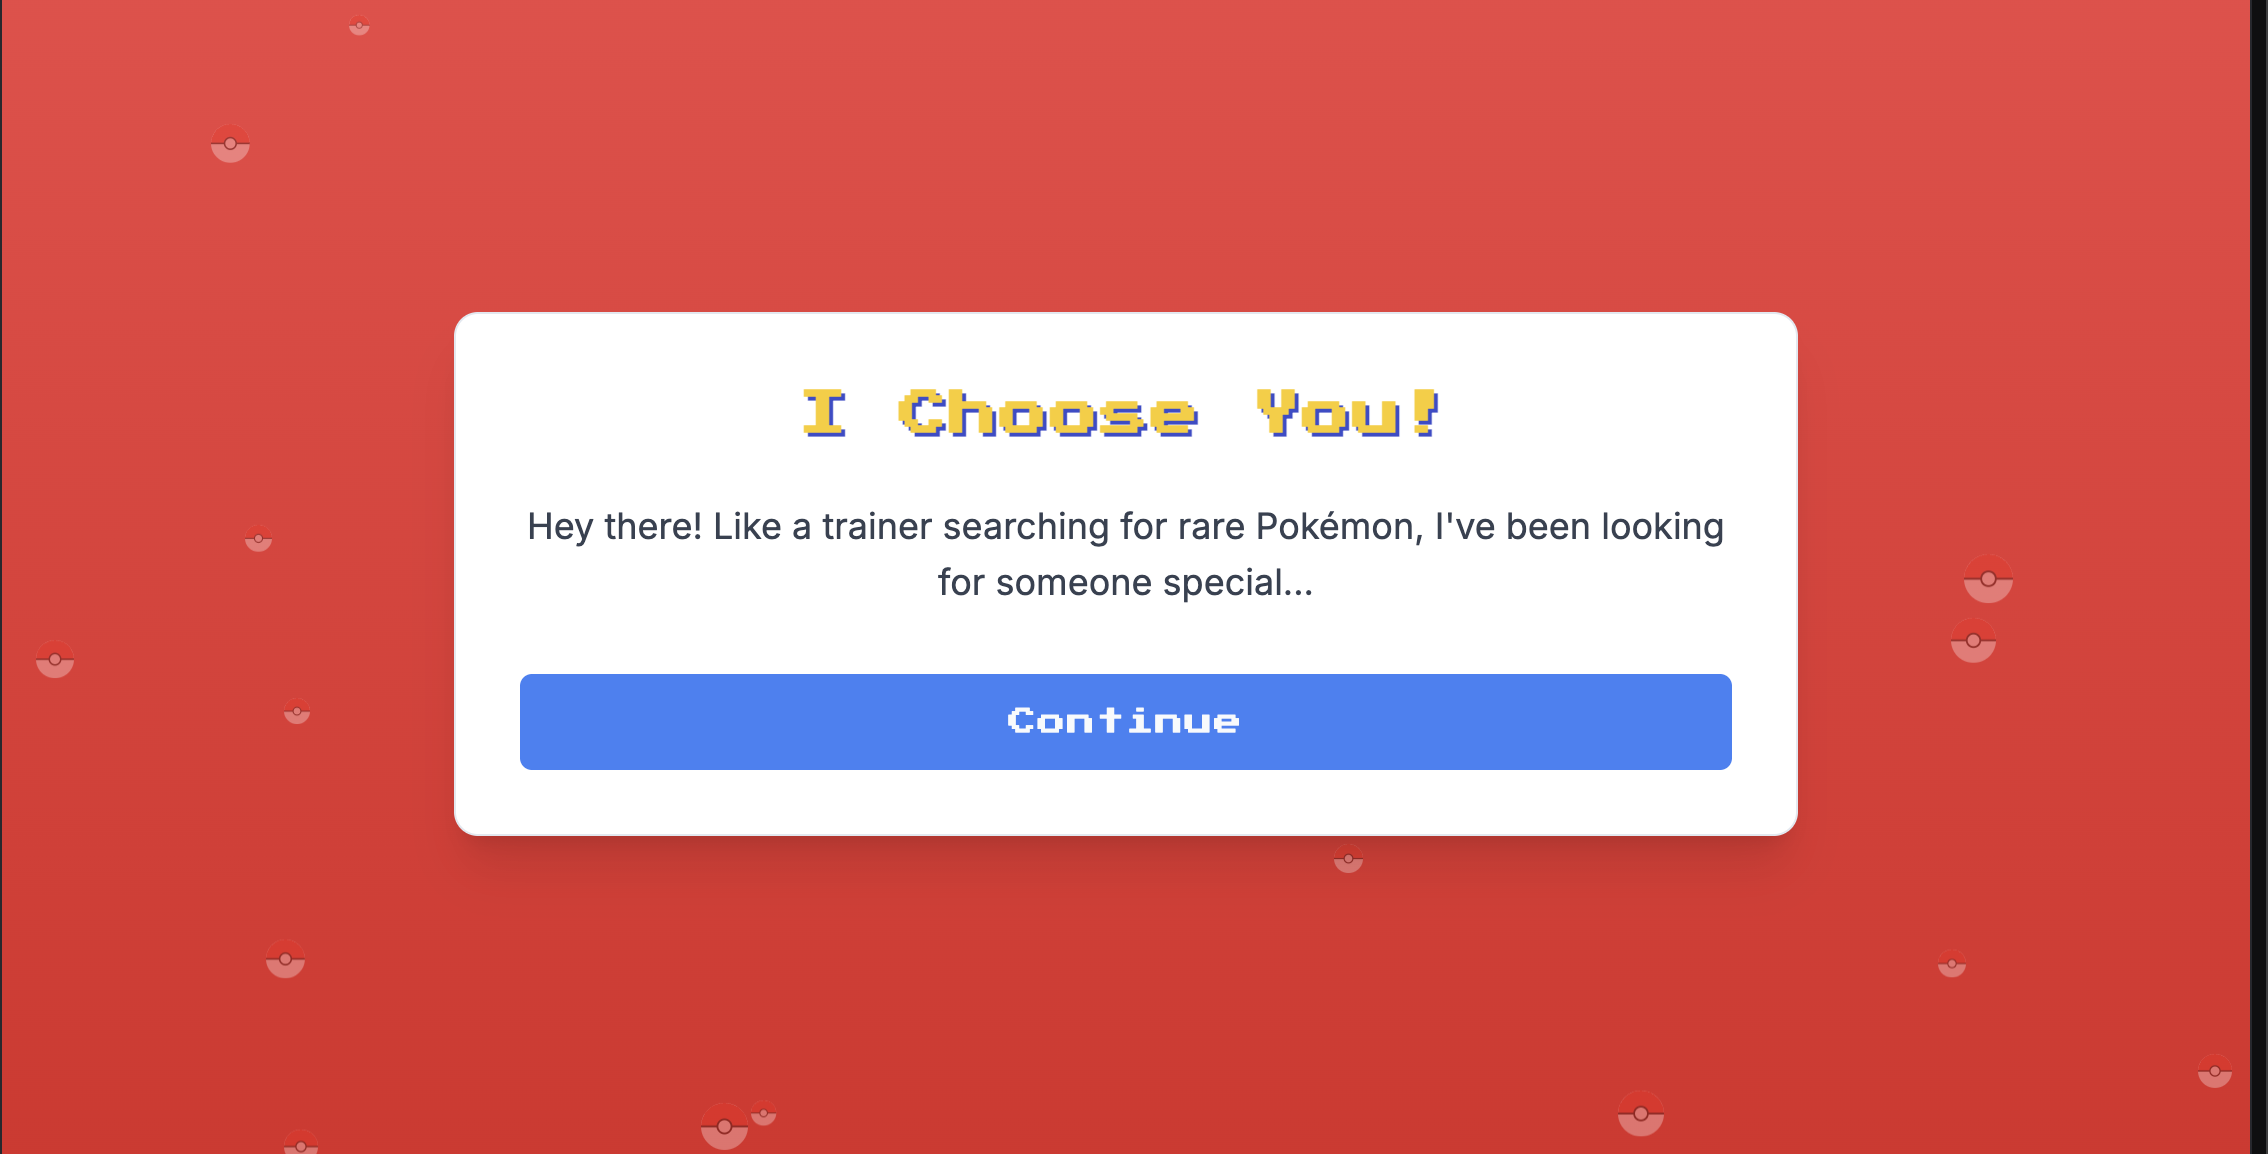 I Choose You!
Hey there! Like a trainer searching for rare Pokémon, I've been looking
for someone special...
Continue